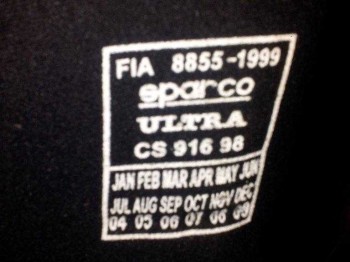 FIA 8855-1999
sparco
ULTRA
CS 916 98
JAN FEB MAR APR MAY JUN
JUL AUG SEP OCT NOV DEC
04 05 06 07 08 09